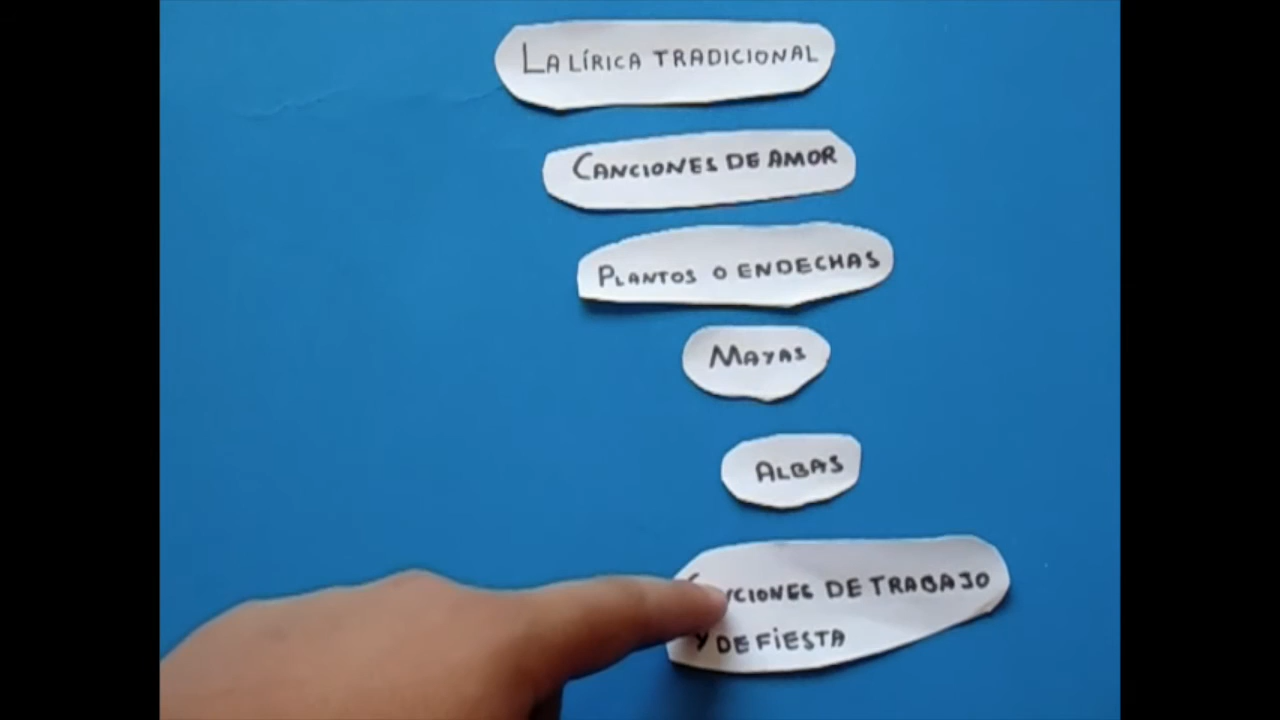 LA LÍRICA TRADICIONAL
CANCIONES DE AMOR
PLANTOS O ENDECHAS
MAYAS
ALBAS
DE TRABAJO
Y DE FIESTA